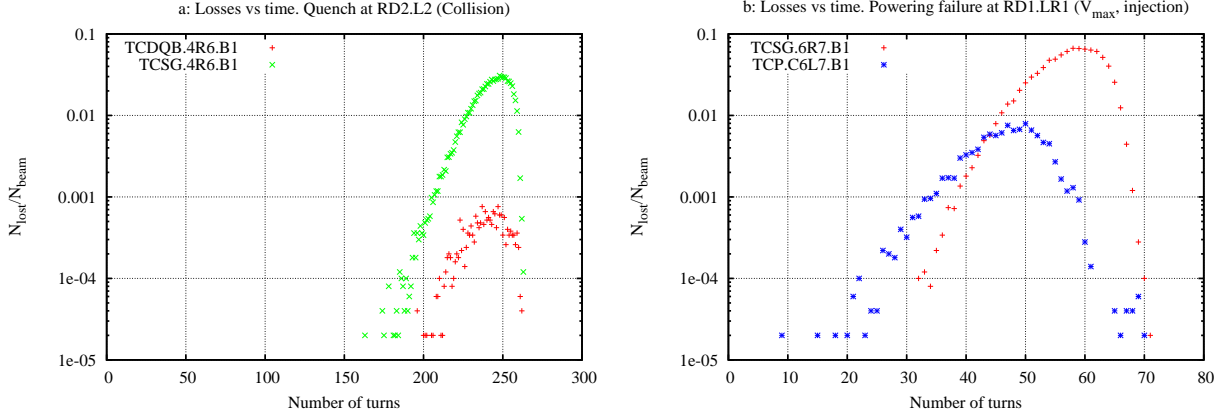 a: Losses vs time. Quench at RD2.L2 (Collision)
TCDQB.4R6.B1
TCSG.4R6.B1
N_lost/N_beam
0.1
0.01
0.001
1e-04
1e-05
0 50 100 150 200 250 300
Number of turns
b: Losses vs time. Powering failure at RD1.LR1 (V_max, injection)
TCSG.6R7.B1
TCP.C6L7.B1
N_lost/N_beam
0.1
0.01
0.001
1e-04
1e-05
0 10 20 30 40 50 60 70 80
Number of turns